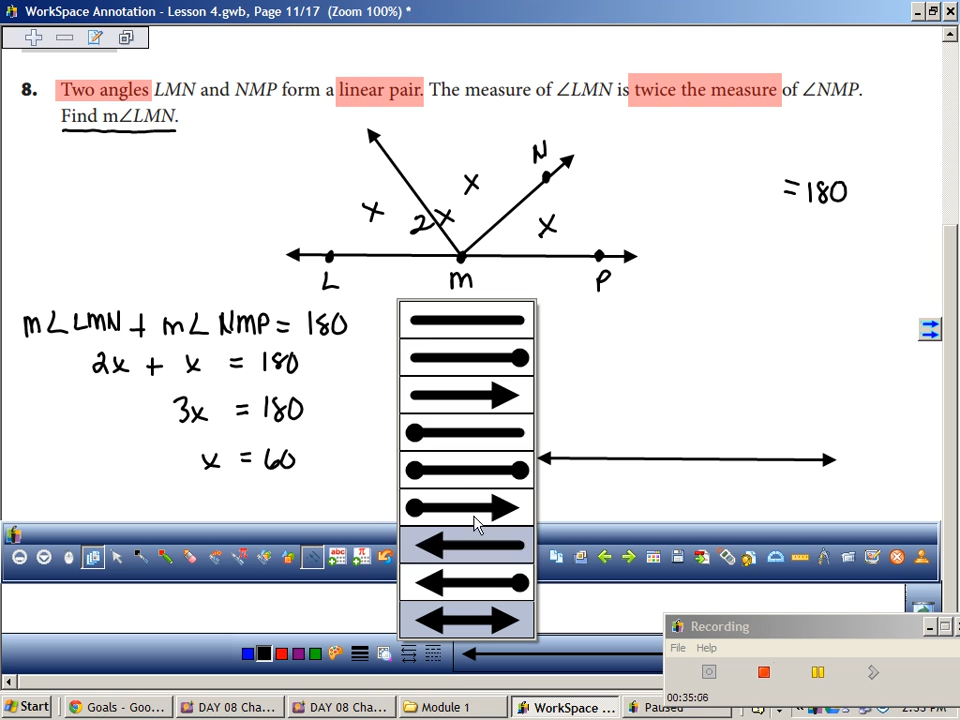 WorkSpace Annotation - Lesson 4.gwb, Page 11/17 (Zoom 100%) *
8. Two angles LMN and NMP form a linear pair. The measure of ∠LMN is twice the measure of ∠NMP.
Find m∠LMN.
N
x
= 180
x
2x
x
L
M
P
m∠LMN + m∠NMP = 180
2x + x = 180
3x = 180
x = 60
abc
Recording
File Help
00:35:06
Start
Goals - Goo...
DAY 08 Cha...
DAY 08 Cha...
Module 1
WorkSpace ...
Paused